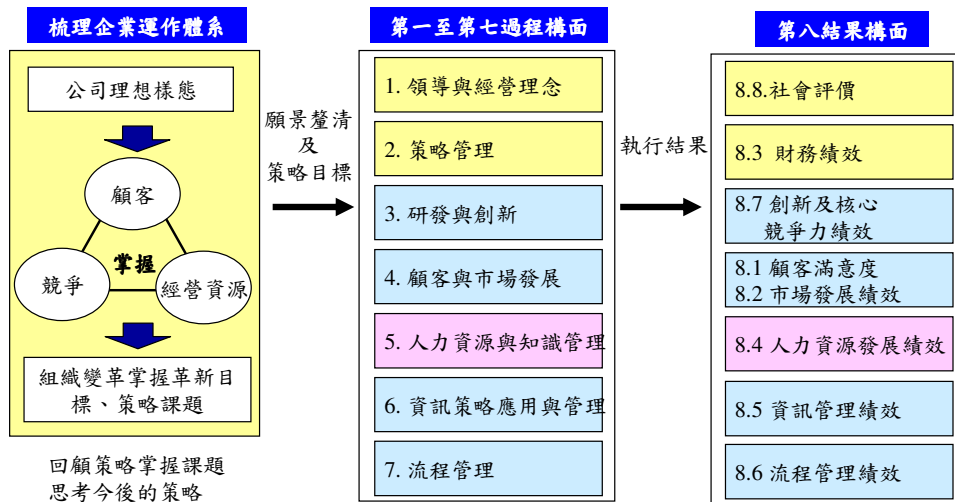 梳理企業運作體系
公司理想樣態
顧客
掌握
競爭
經營資源
組織變革掌握革新目
標、策略課題
回顧策略掌握課題
思考今後的策略
願景釐清
及
策略目標
第一至第七過程構面
1. 領導與經營理念
2. 策略管理
3. 研發與創新
4. 顧客與市場發展
5. 人力資源與知識管理
6. 資訊策略應用與管理
7. 流程管理
執行結果
第八結果構面
8.8.社會評價
8.3 財務績效
8.7 創新及核心
競爭力績效
8.1 顧客滿意度
8.2 市場發展績效
8.4 人力資源發展績效
8.5 資訊管理績效
8.6 流程管理績效